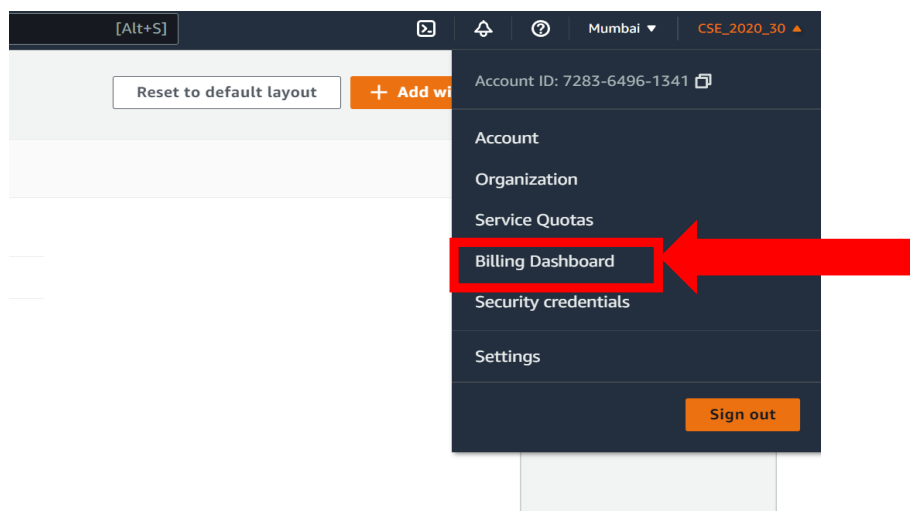 [Alt+S] Mumbai ▼ CSE_2020_30 ▲
Account ID: 7283-6496-1341
Reset to default layout + Add wi
Account
Organization
Service Quotas
Billing Dashboard
Security credentials
Settings
Sign out